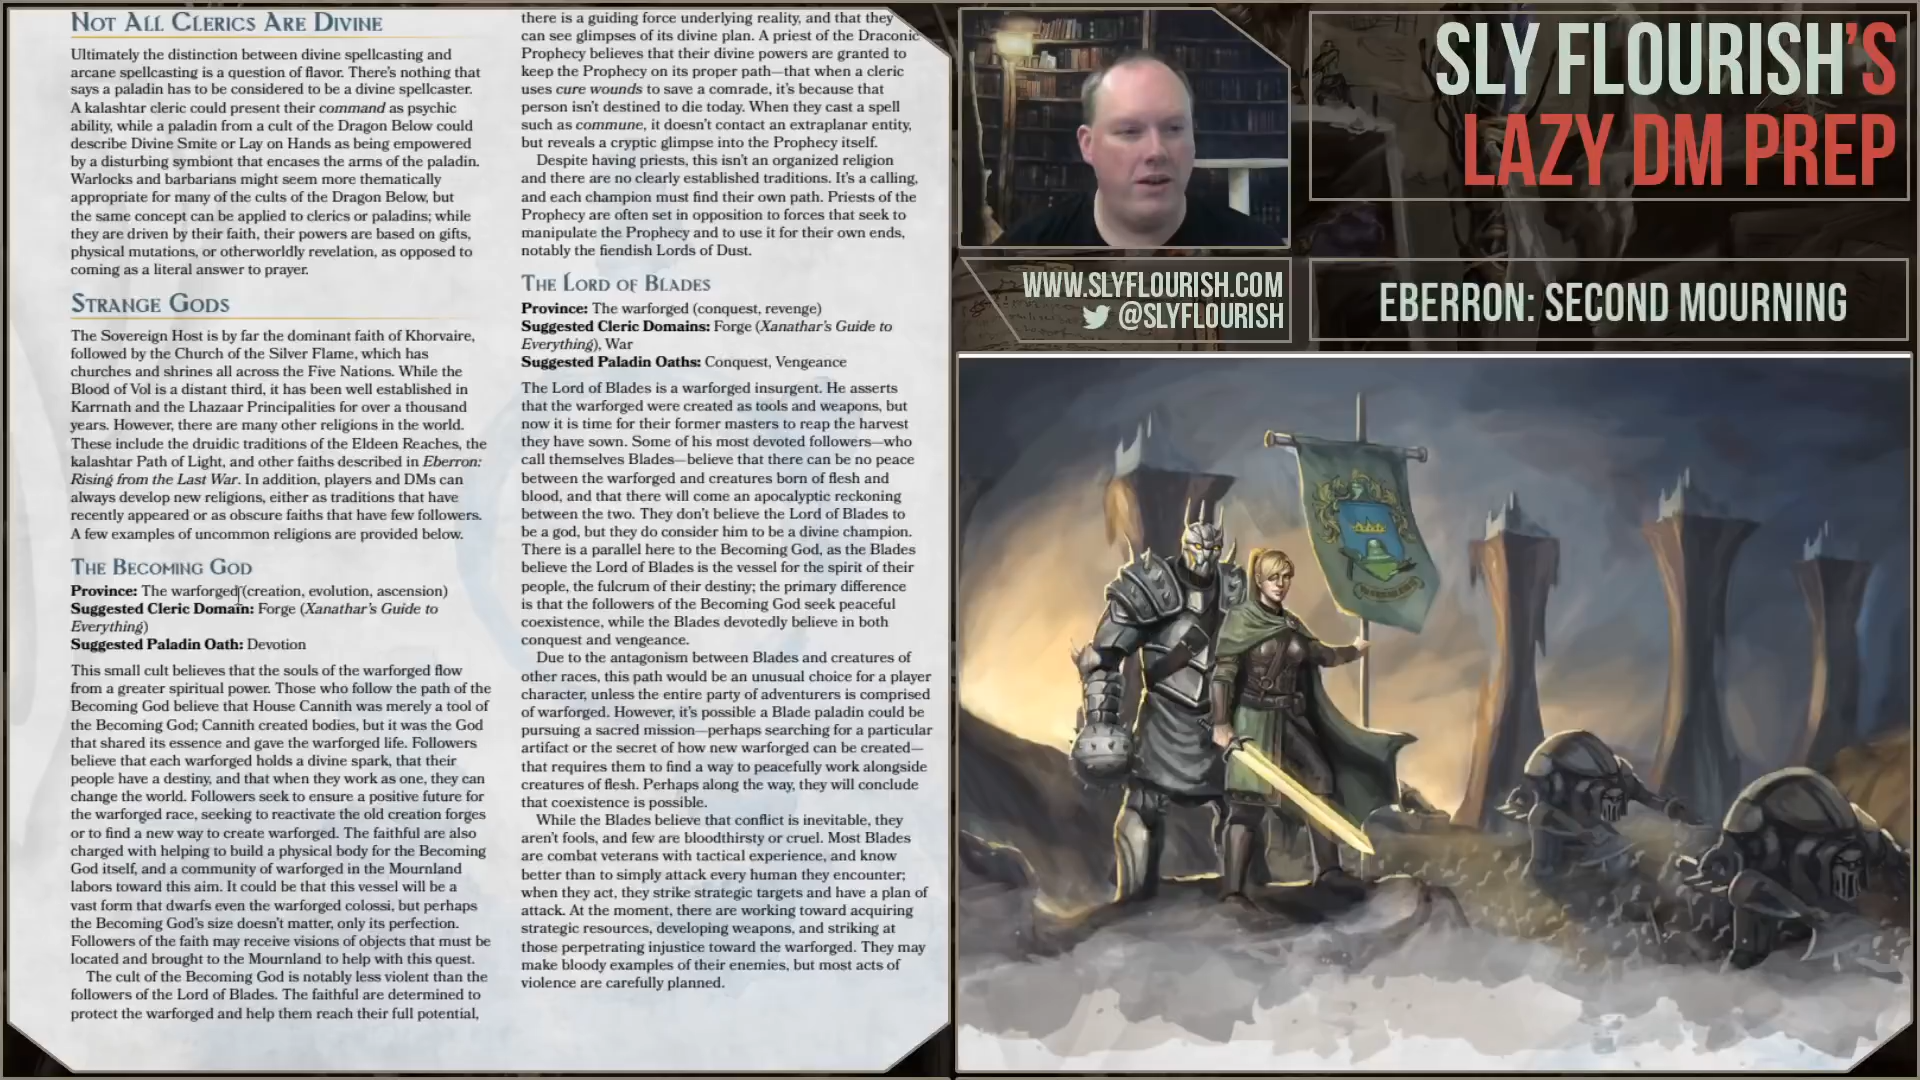 NOT ALL CLERICS ARE DIVINE
Ultimately the distinction between divine spellcasting and
arcane spellcasting is a question of flavor. There's nothing that
says a paladin has to be considered to be a divine spellcaster.
A kalashtar cleric could present their command as psychic
ability, while a paladin from a cult of the Dragon Below could
describe Divine Smite or Lay on Hands as being empowered
by a disturbing symbiont that encases the arms of the paladin.
Warlocks and barbarians might seem more thematically
appropriate for many of the cults of the Dragon Below, but
the same concept can be applied to clerics or paladins; while
they are driven by their faith, their powers are based on gifts,
physical mutations, or otherworldly revelation, as opposed to
coming as a literal answer to prayer.
STRANGE GODS
The Sovereign Host is by far the dominant faith of Khorvaire,
followed by the Church of the Silver Flame, which has
churches and shrines all across the Five Nations. While the
Blood of Vol is a distant third, it has been well established in
Karrnath and the Lhazaar Principalities for over a thousand
years. However, there are many other religions in the world.
These include the druidic traditions of the Eldeen Reaches, the
kalashtar Path of Light, and other faiths described in Eberron:
Rising from the Last War. In addition, players and DMs can
always develop new religions, either as traditions that have
recently appeared or as obscure faiths that have few followers.
A few examples of uncommon religions are provided below.
THE BECOMING GOD
Province: The warforged (creation, evolution, ascension)
Suggested Cleric Domain: Forge (Xanathar's Guide to
Everything)
Suggested Paladin Oath: Devotion
This small cult believes that the souls of the warforged flow
from a greater spiritual power. Those who follow the path of the
Becoming God believe that House Cannith was merely a tool of
the Becoming God; Cannith created bodies, but it was the God
that shared its essence and gave the warforged life. Followers
believe that each warforged holds a divine spark, that their
people have a destiny, and that when they work as one, they can
change the world. Followers seek to ensure a positive future for
the warforged race, seeking to reactivate the old creation forges
or to find a new way to create warforged. The faithful are also
charged with helping to build a physical body for the Becoming
God itself, and a community of warforged in the Mournland
labors toward this aim. It could be that this vessel will be a
vast form that dwarfs even the warforged colossi, but perhaps
the Becoming God's size doesn't matter, only its perfection.
Followers of the faith may receive visions of objects that must be
located and brought to the Mournland to help with this quest.
The cult of the Becoming God is notably less violent than the
followers of the Lord of Blades. The faithful are determined to
protect the warforged and help them reach their full potential,
there is a guiding force underlying reality, and that they
can see glimpses of its divine plan. A priest of the Draconic
Prophecy believes that their divine powers are granted to
keep the Prophecy on its proper path—that when a cleric
uses cure wounds to save a comrade, it's because that
person isn't destined to die today. When they cast a spell
such as commune, it doesn't contact an extraplanar entity,
but reveals a cryptic glimpse into the Prophecy itself.
Despite having priests, this isn't an organized religion
and there are no clearly established traditions. It's a calling,
and each champion must find their own path. Priests of the
Prophecy are often set in opposition to forces that seek to
manipulate the Prophecy and to use it for their own ends,
notably the fiendish Lords of Dust.
THE LORD OF BLADES
Province: The warforged (conquest, revenge)
Suggested Cleric Domains: Forge (Xanathar's Guide to
Everything), War
Suggested Paladin Oaths: Conquest, Vengeance
The Lord of Blades is a warforged insurgent. He asserts
that the warforged were created as tools and weapons, but
now it is time for their former masters to reap the harvest
they have sown. Some of his most devoted followers—who
call themselves Blades—believe that there can be no peace
between the warforged and creatures born of flesh and
blood, and that there will come an apocalyptic reckoning
between the two. They don't believe the Lord of Blades to
be a god, but they do consider him to be a divine champion.
There is a parallel here to the Becoming God, as the Blades
believe the Lord of Blades is the vessel for the spirit of their
people, the fulcrum of their destiny; the primary difference
is that the followers of the Becoming God seek peaceful
coexistence, while the Blades devotedly believe in both
conquest and vengeance.
Due to the antagonism between Blades and creatures of
other races, this path would be an unusual choice for a player
character, unless the entire party of adventurers is comprised
of warforged. However, it's possible a Blade paladin could be
pursuing a sacred mission—perhaps searching for a particular
artifact or the secret of how new warforged can be created—
that requires them to find a way to peacefully work alongside
creatures of flesh. Perhaps along the way, they will conclude
that coexistence is possible.
While the Blades believe that conflict is inevitable, they
aren't fools, and few are bloodthirsty or cruel. Most Blades
are combat veterans with tactical experience, and know
better than to simply attack every human they encounter;
when they act, they strike strategic targets and have a plan of
attack. At the moment, there are working toward acquiring
strategic resources, developing weapons, and striking at
those perpetrating injustice toward the warforged. They may
make bloody examples of their enemies, but most acts of
violence are carefully planned.
SLY FLOURISH'S
LAZY DM PREP
WWW.SLYFLOURISH.COM
@SLYFLOURISH
EBERRON: SECOND MOURNING